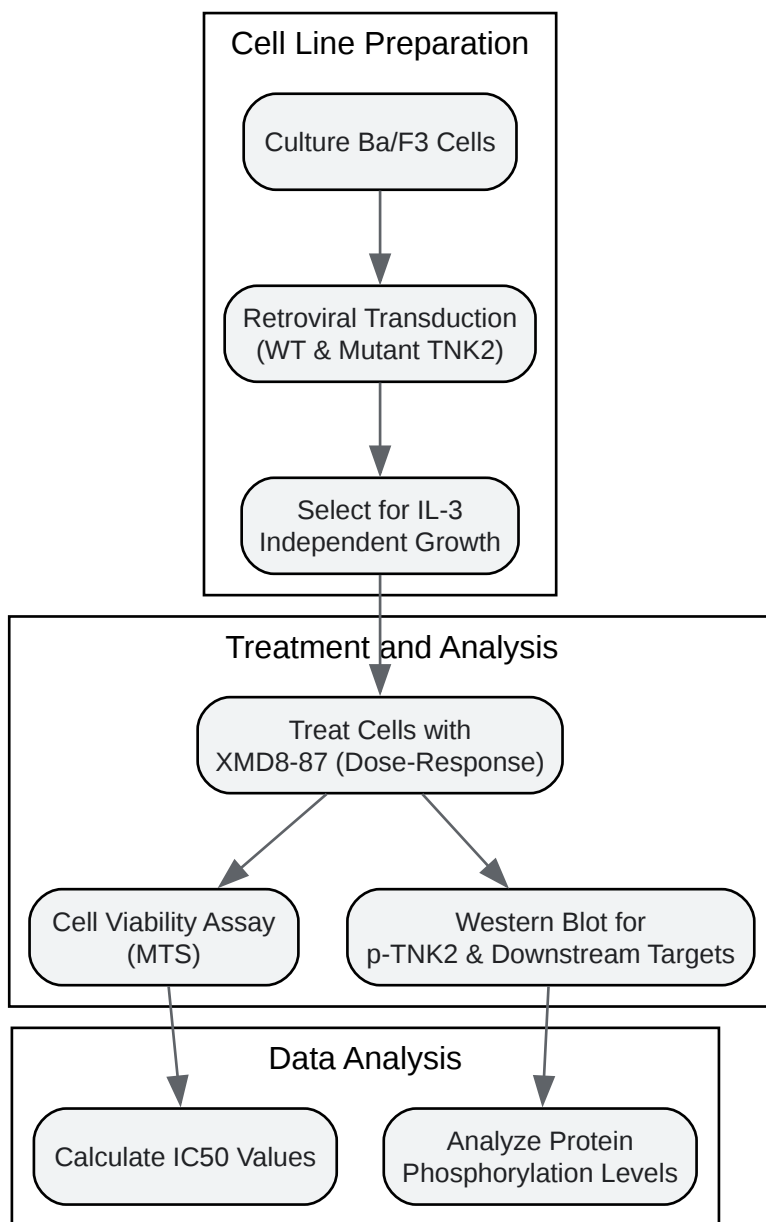 Cell Line Preparation
Culture Ba/F3 Cells
Retroviral Transduction
(WT & Mutant TNK2)
Select for IL-3
Independent Growth
Treatment and Analysis
Treat Cells with
XMD8-87 (Dose-Response)
Cell Viability Assay
(MTS)
Western Blot for
p-TNK2 & Downstream Targets
Data Analysis
Calculate IC50 Values
Analyze Protein
Phosphorylation Levels